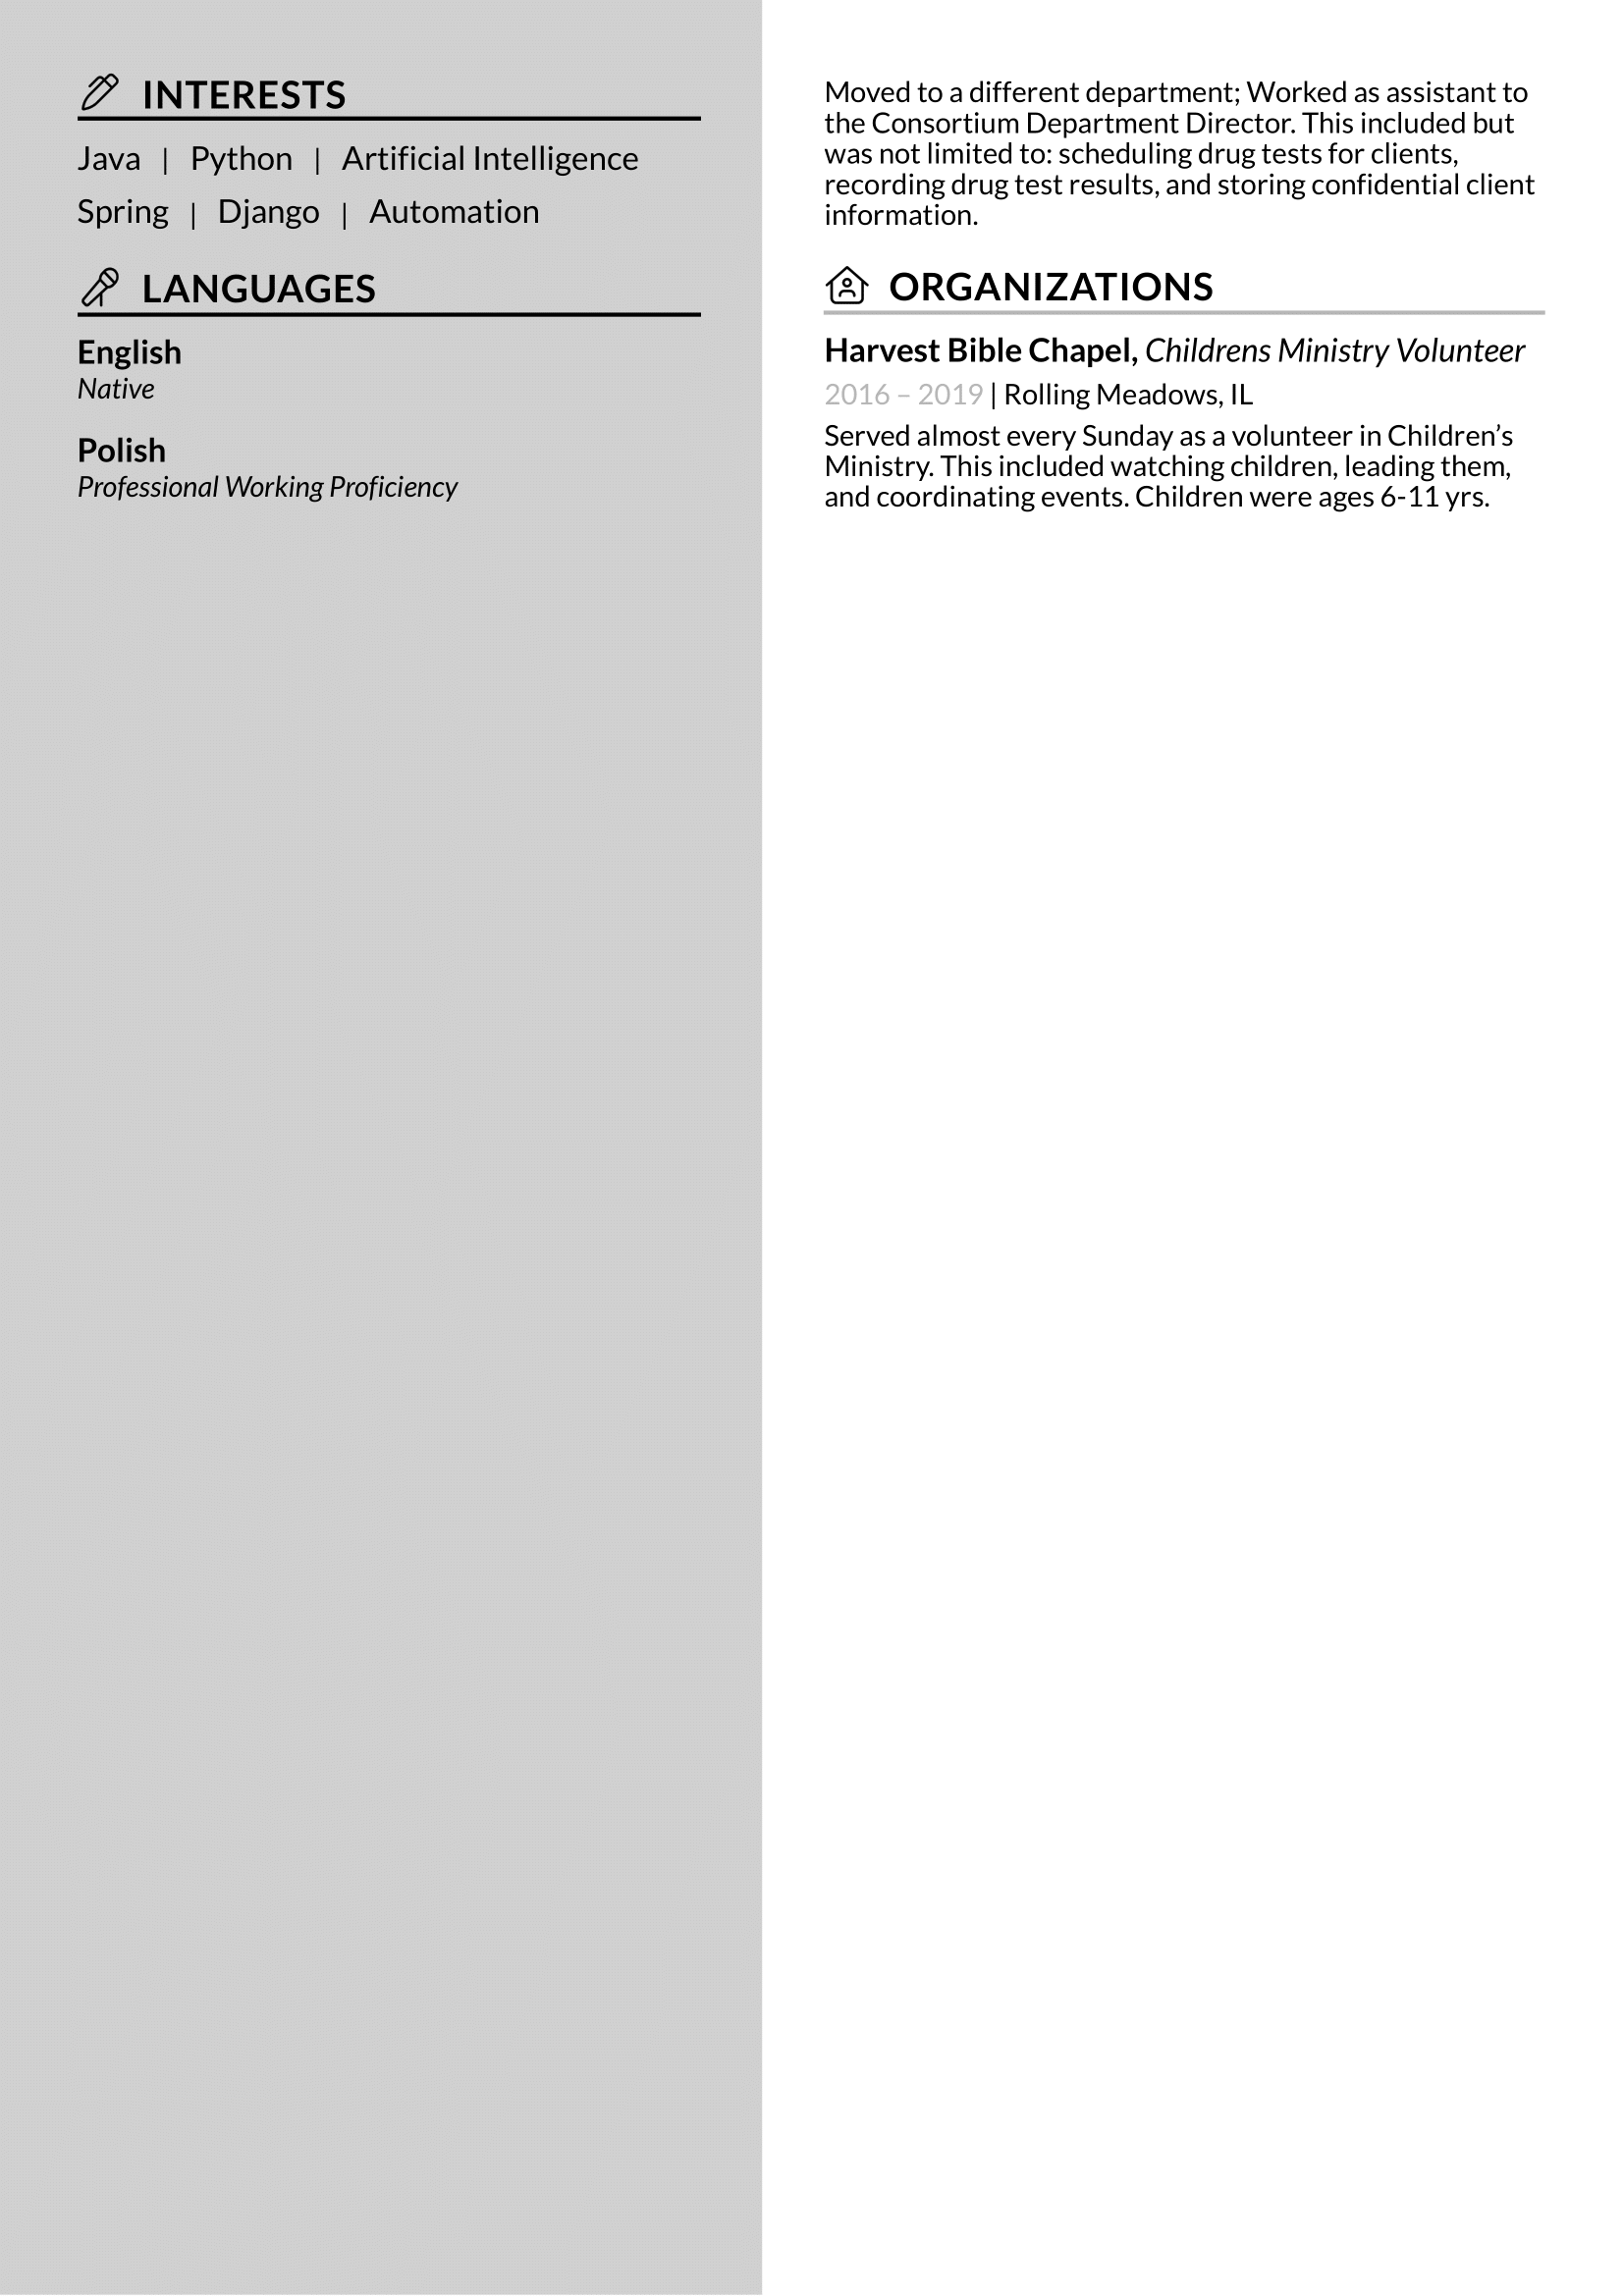 INTERESTS
Java | Python | Artificial Intelligence
Spring | Django | Automation
LANGUAGES
English
Native
Polish
Professional Working Proficiency
Moved to a different department; Worked as assistant to
the Consortium Department Director. This included but
was not limited to: scheduling drug tests for clients,
recording drug test results, and storing confidential client
information.
ORGANIZATIONS
Harvest Bible Chapel, Childrens Ministry Volunteer
2016 – 2019 | Rolling Meadows, IL
Served almost every Sunday as a volunteer in Children’s
Ministry. This included watching children, leading them,
and coordinating events. Children were ages 6-11 yrs.